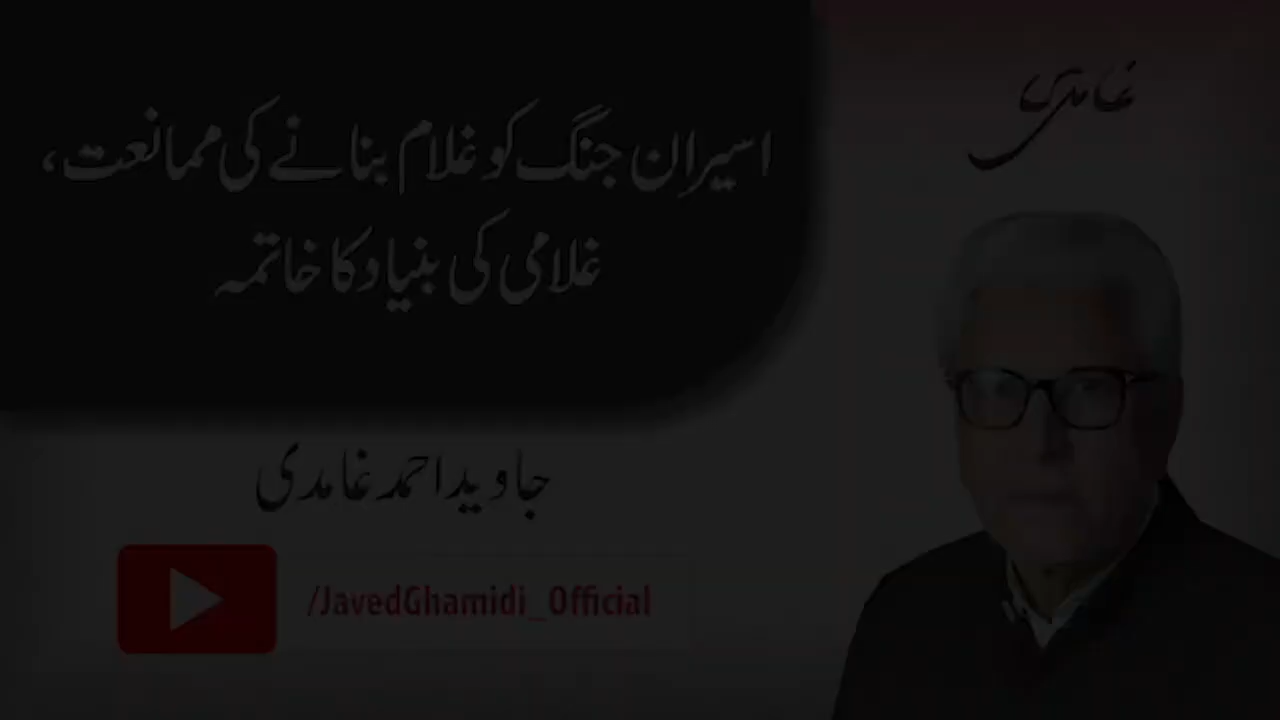 غامدی
اسیرانِ جنگ کو غلام بنانے کی ممانعت،
غلامی کی بنیاد کا خاتمہ
جاوید احمد غامدی
/JavedGhamidi_Official